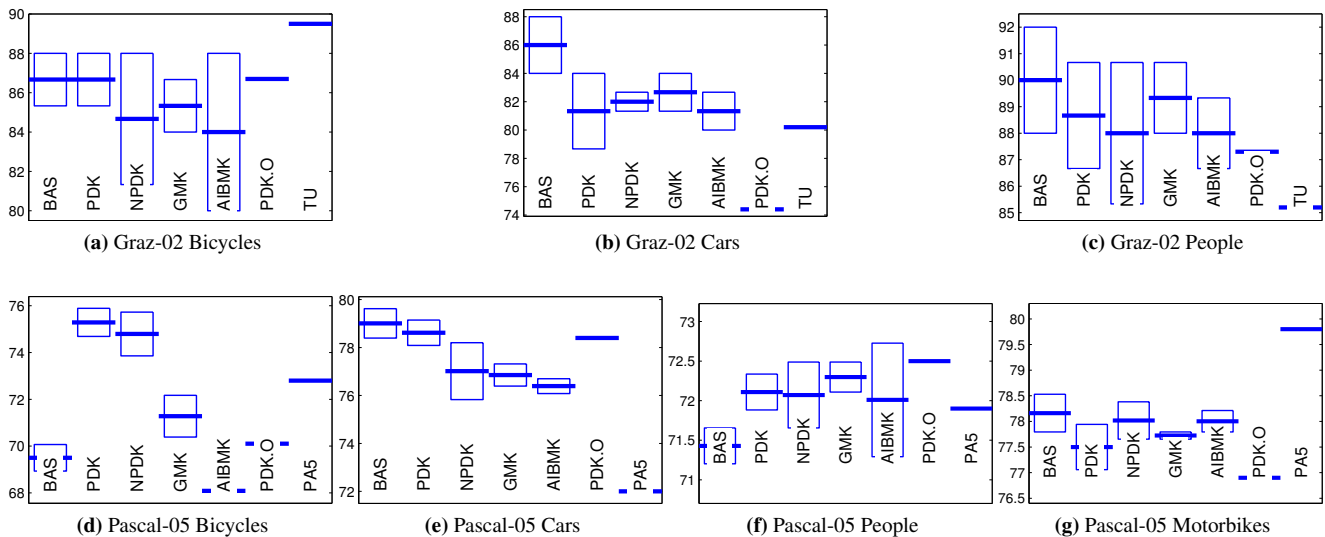 90
88
86
84
82
80
BAS
PDK
NPDK
GMK
AIBMK
PDK.O
TU
(a) Graz-02 Bicycles
88
86
84
82
80
78
76
74
BAS
PDK
NPDK
GMK
AIBMK
PDK.O
TU
(b) Graz-02 Cars
92
91
90
89
88
87
86
85
BAS
PDK
NPDK
GMK
AIBMK
PDK.O
TU
(c) Graz-02 People
76
74
72
70
68
BAS
PDK
NPDK
GMK
AIBMK
PDK.O
PA5
(d) Pascal-05 Bicycles
80
78
76
74
72
BAS
PDK
NPDK
GMK
AIBMK
PDK.O
PA5
(e) Pascal-05 Cars
73
72.5
72
71.5
71
BAS
PDK
NPDK
GMK
AIBMK
PDK.O
PA5
(f) Pascal-05 People
80
79.5
79
78.5
78
77.5
77
76.5
BAS
PDK
NPDK
GMK
AIBMK
PDK.O
PA5
(g) Pascal-05 Motorbikes